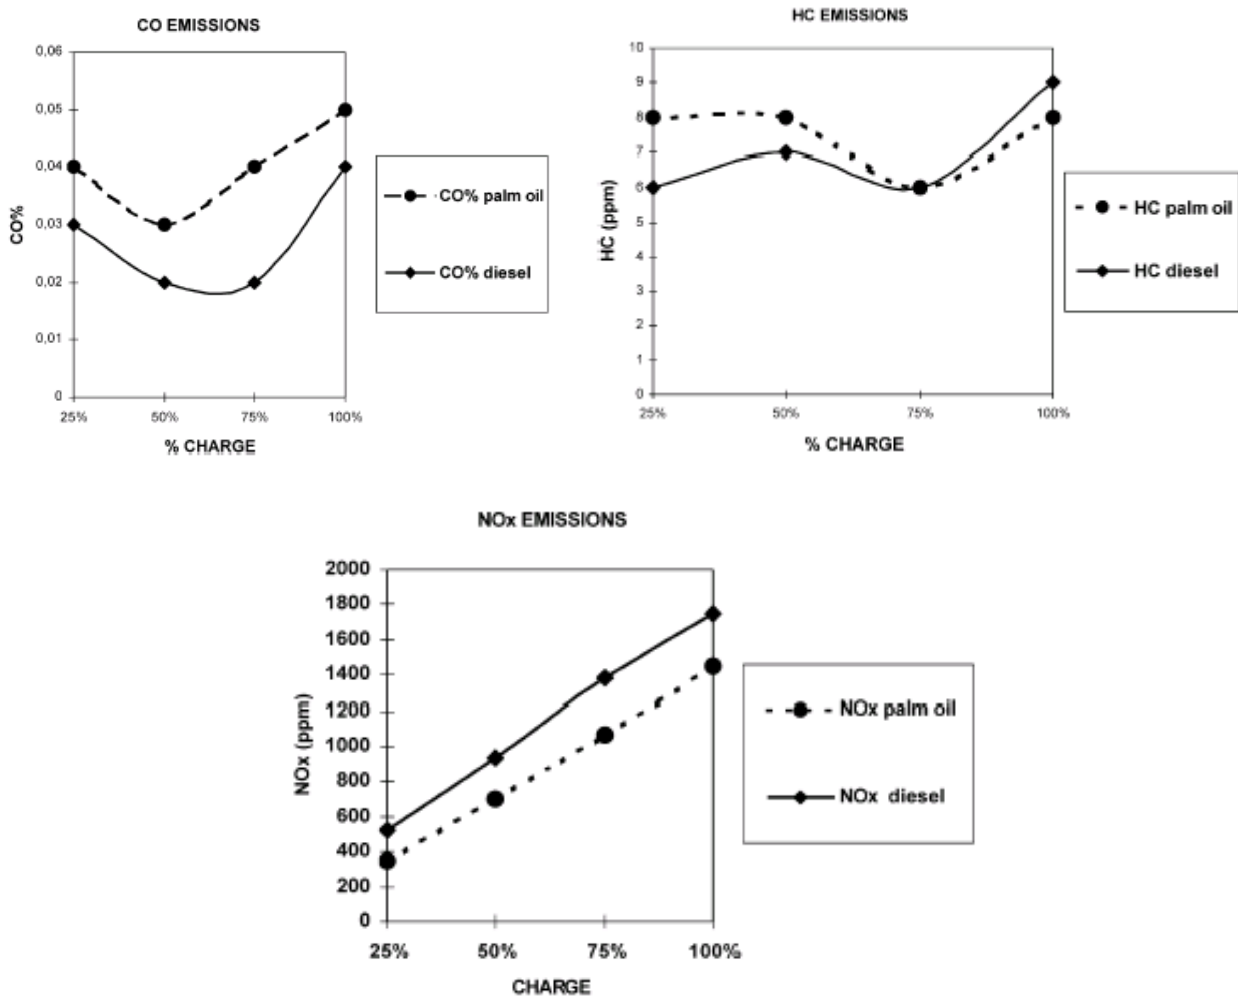 CO EMISSIONS
0,06
0,05
0,04
0,03
0,02
0,01
0
CO%
25%
50%
75%
100%
% CHARGE
CO% palm oil
CO% diesel
HC EMISSIONS
10
9
8
7
6
5
4
3
2
1
0
HC (ppm)
25%
50%
75%
100%
% CHARGE
HC palm oil
HC diesel
NOx EMISSIONS
2000
1800
1600
1400
1200
1000
800
600
400
200
0
NOx (ppm)
25%
50%
75%
100%
CHARGE
NOx palm oil
NOx diesel